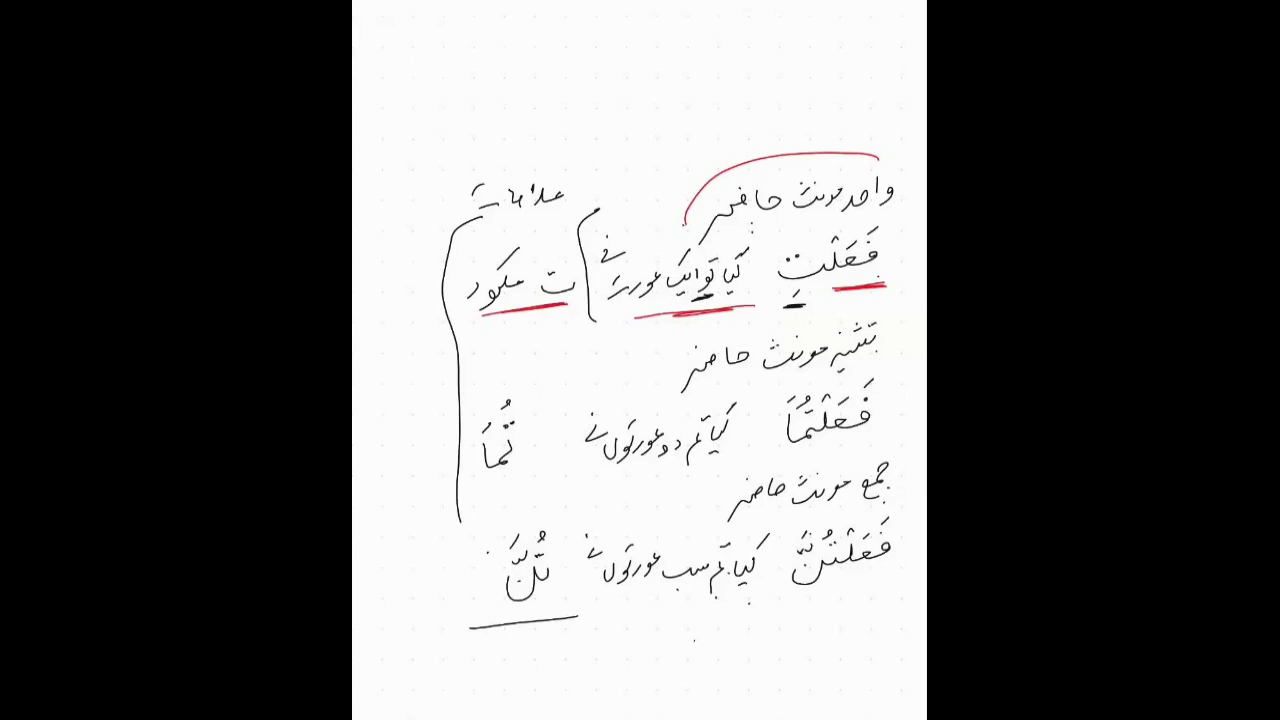 واحد مونث حاضر علامات
فَعَلْتِ کیا تو ایک عورت نے ت مکسور
تثنیہ مونث حاضر
فَعَلْتُمَا کیا تم دو عورتوں نے تُمَا
جمع مونث حاضر
فَعَلْتُنَّ کیا تم سب عورتوں نے تُنَّ